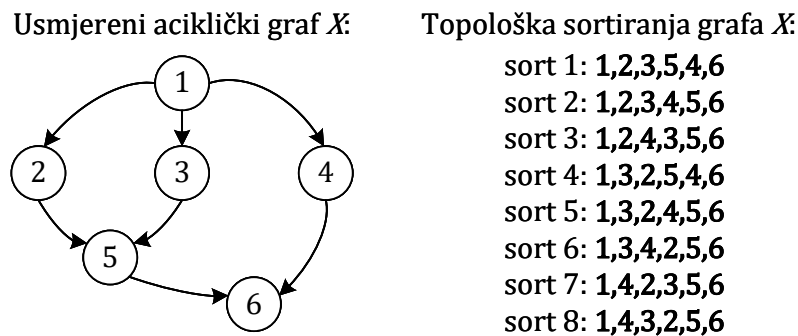 Usmjereni aciklički graf X:
1
2
3
4
5
6
Topološka sortiranja grafa X:
sort 1: 1,2,3,5,4,6
sort 2: 1,2,3,4,5,6
sort 3: 1,2,4,3,5,6
sort 4: 1,3,2,5,4,6
sort 5: 1,3,2,4,5,6
sort 6: 1,3,4,2,5,6
sort 7: 1,4,2,3,5,6
sort 8: 1,4,3,2,5,6